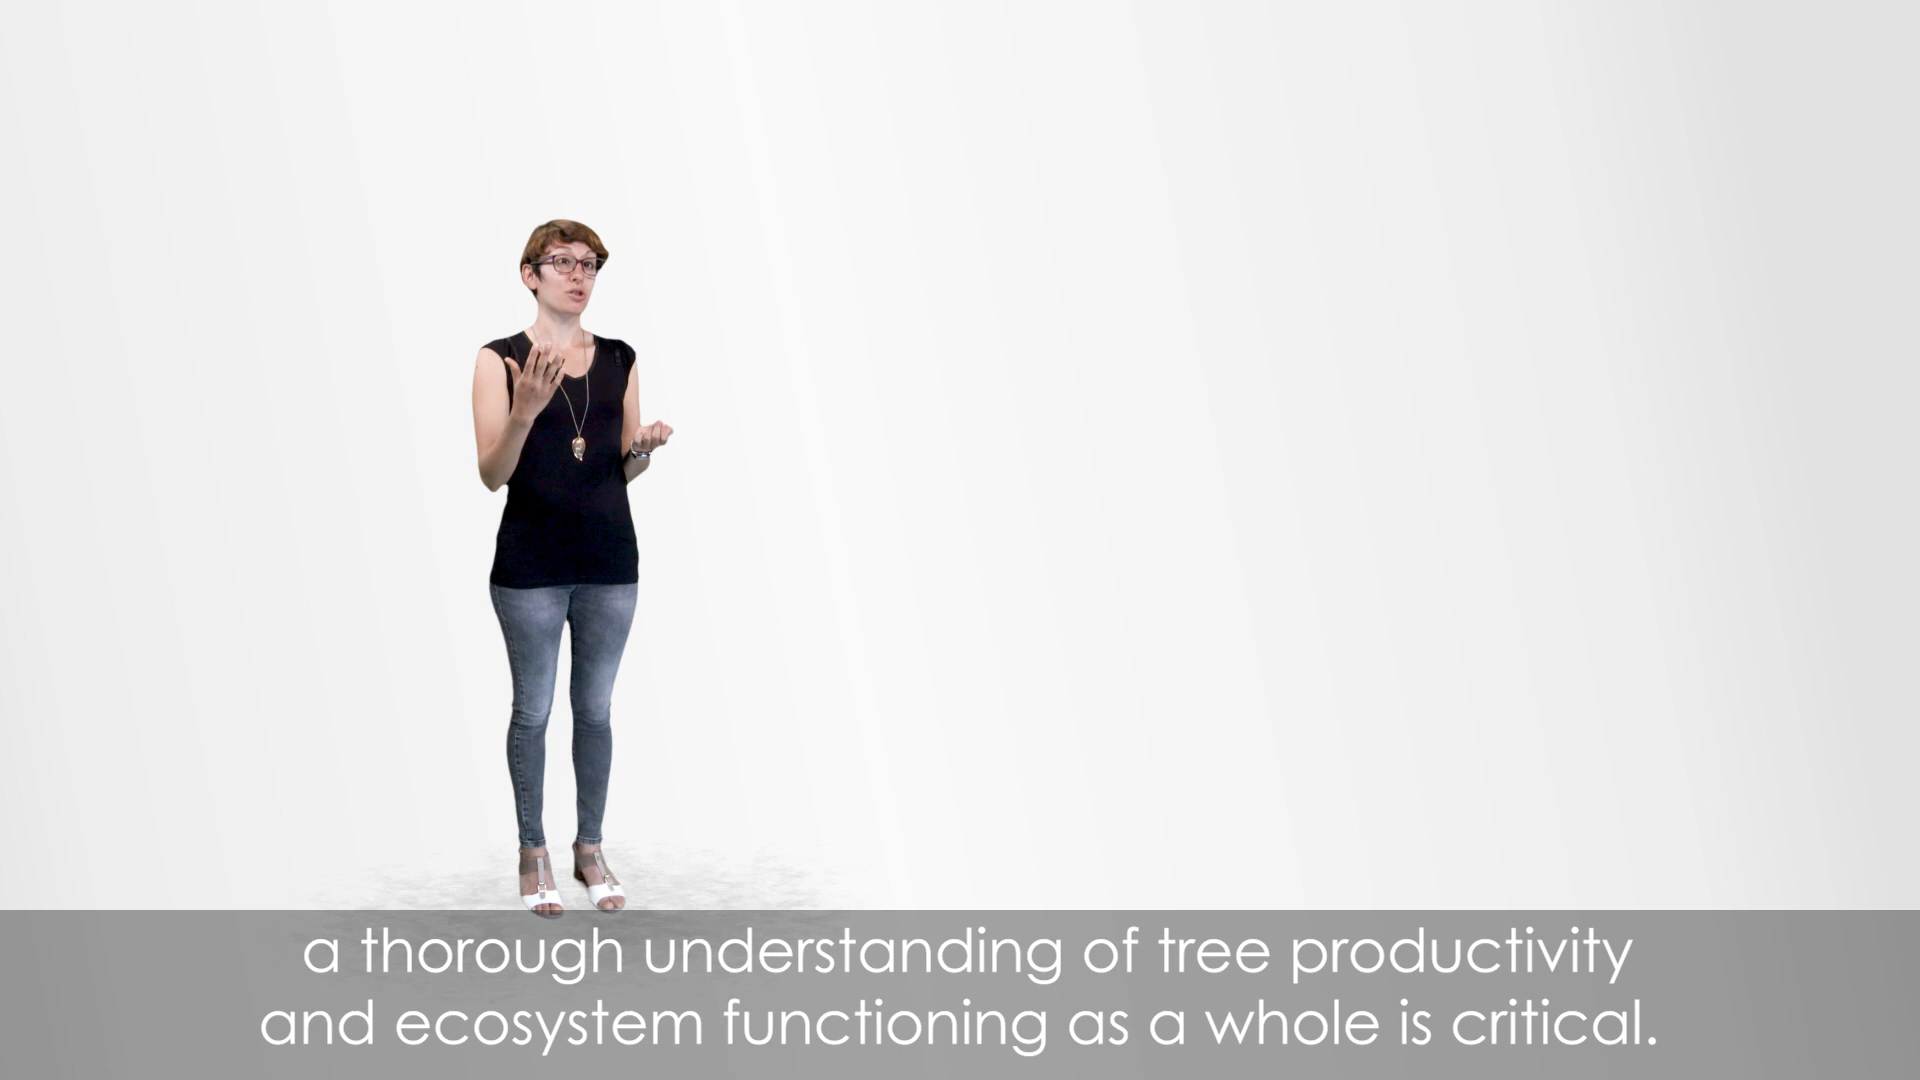 a thorough understanding of tree productivity
and ecosystem functioning as a whole is critical.